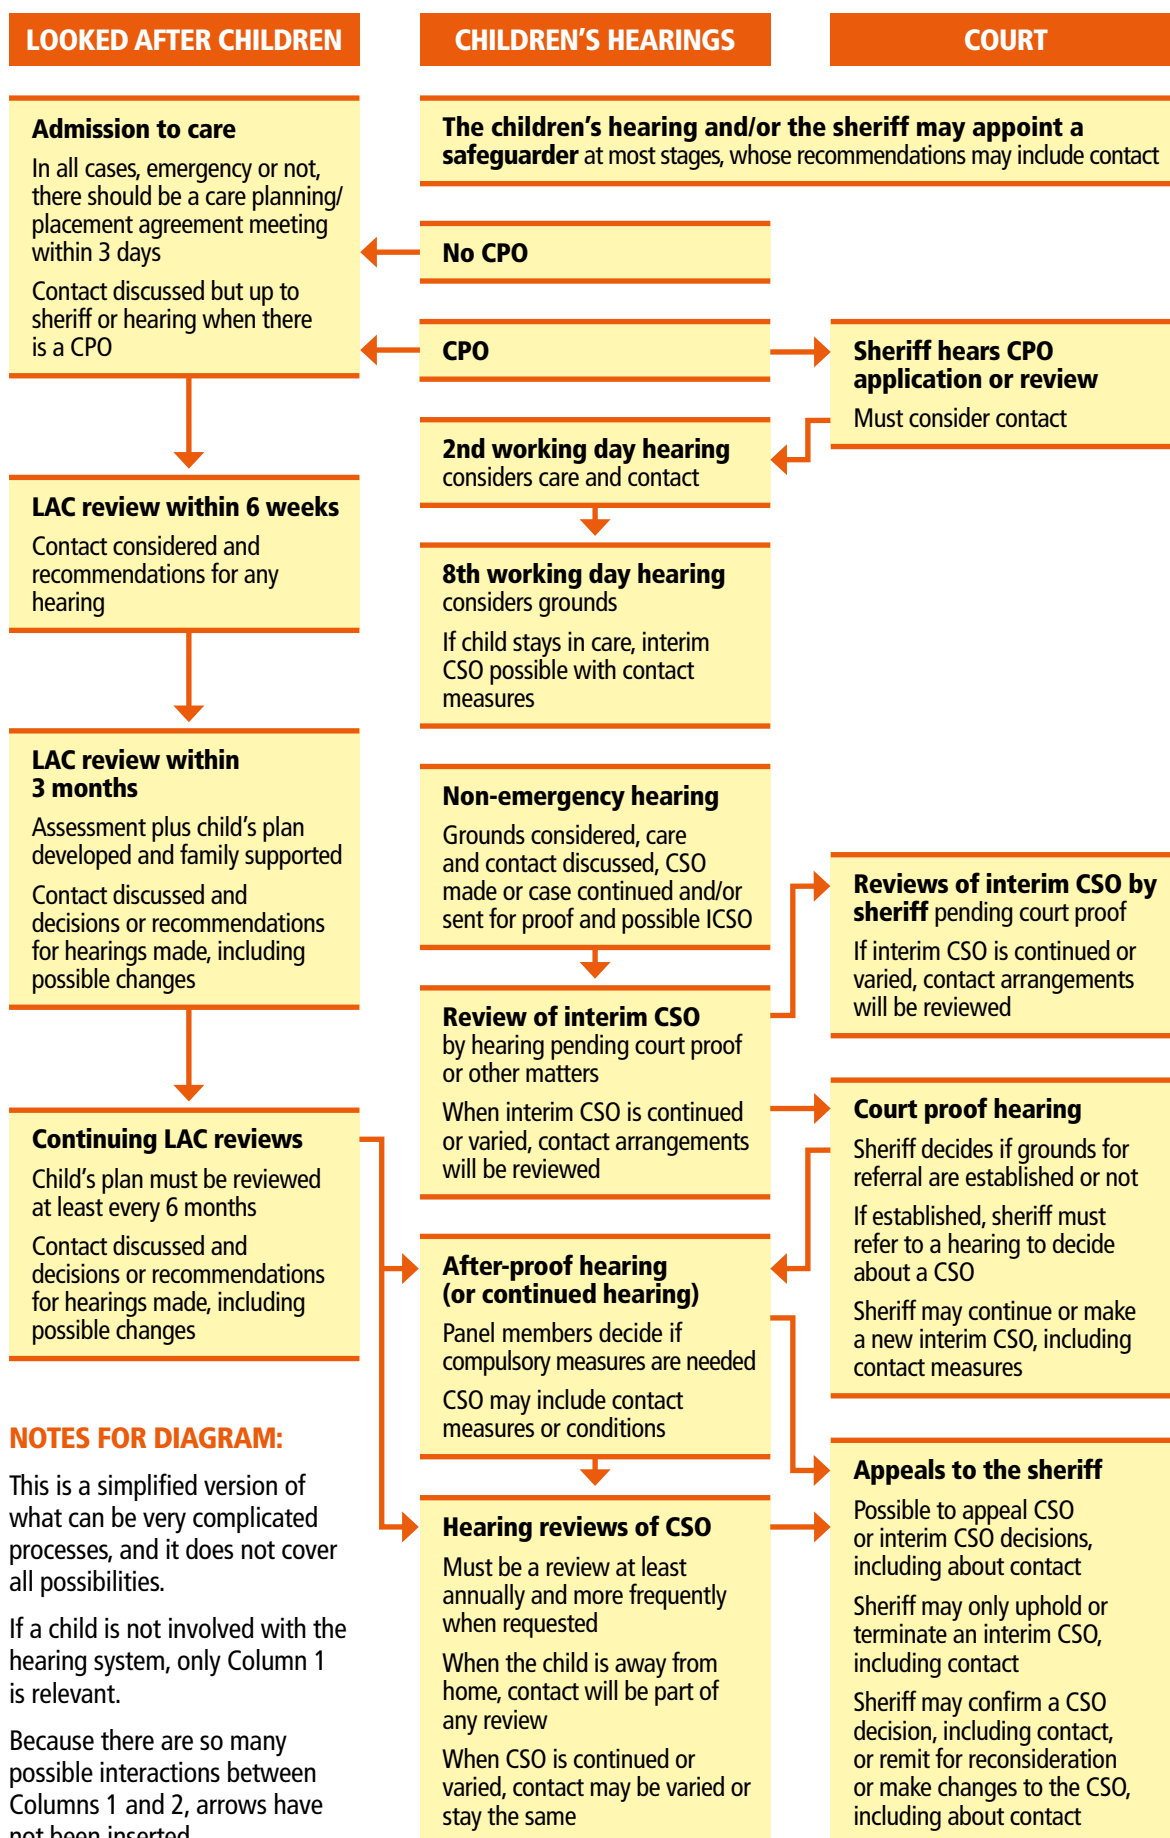 LOOKED AFTER CHILDREN
CHILDREN’S HEARINGS
COURT
Admission to care
In all cases, emergency or not,
there should be a care planning/
placement agreement meeting
within 3 days
Contact discussed but up to
sheriff or hearing when there
is a CPO
LAC review within 6 weeks
Contact considered and
recommendations for any
hearing
LAC review within
3 months
Assessment plus child’s plan
developed and family supported
Contact discussed and
decisions or recommendations
for hearings made, including
possible changes
Continuing LAC reviews
Child’s plan must be reviewed
at least every 6 months
Contact discussed and
decisions or recommendations
for hearings made, including
possible changes
NOTES FOR DIAGRAM:
This is a simplified version of
what can be very complicated
processes, and it does not cover
all possibilities.
If a child is not involved with the
hearing system, only Column 1
is relevant.
Because there are so many
possible interactions between
Columns 1 and 2, arrows have
not been inserted
The children’s hearing and/or the sheriff may appoint a
safeguarder at most stages, whose recommendations may include contact
No CPO
CPO
2nd working day hearing
considers care and contact
8th working day hearing
considers grounds
If child stays in care, interim
CSO possible with contact
measures
Non-emergency hearing
Grounds considered, care
and contact discussed, CSO
made or case continued and/or
sent for proof and possible ICSO
Review of interim CSO
by hearing pending court proof
or other matters
When interim CSO is continued
or varied, contact arrangements
will be reviewed
After-proof hearing
(or continued hearing)
Panel members decide if
compulsory measures are needed
CSO may include contact
measures or conditions
Hearing reviews of CSO
Must be a review at least
annually and more frequently
when requested
When the child is away from
home, contact will be part of
any review
When CSO is continued or
varied, contact may be varied or
stay the same
Sheriff hears CPO
application or review
Must consider contact
Reviews of interim CSO by
sheriff pending court proof
If interim CSO is continued or
varied, contact arrangements
will be reviewed
Court proof hearing
Sheriff decides if grounds for
referral are established or not
If established, sheriff must
refer to a hearing to decide
about a CSO
Sheriff may continue or make
a new interim CSO, including
contact measures
Appeals to the sheriff
Possible to appeal CSO
or interim CSO decisions,
including about contact
Sheriff may only uphold or
terminate an interim CSO,
including contact
Sheriff may confirm a CSO
decision, including contact,
or remit for reconsideration
or make changes to the CSO,
including about contact